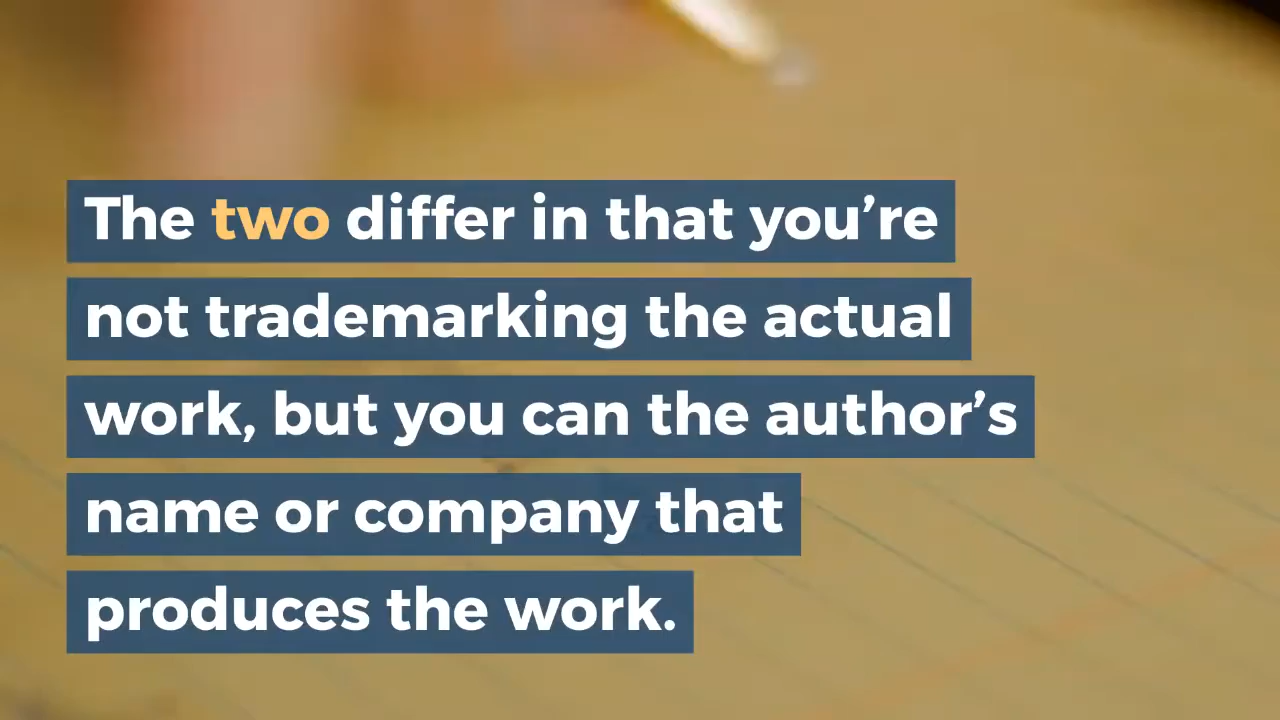 The two differ in that you’re
not trademarking the actual
work, but you can the author’s
name or company that
produces the work.